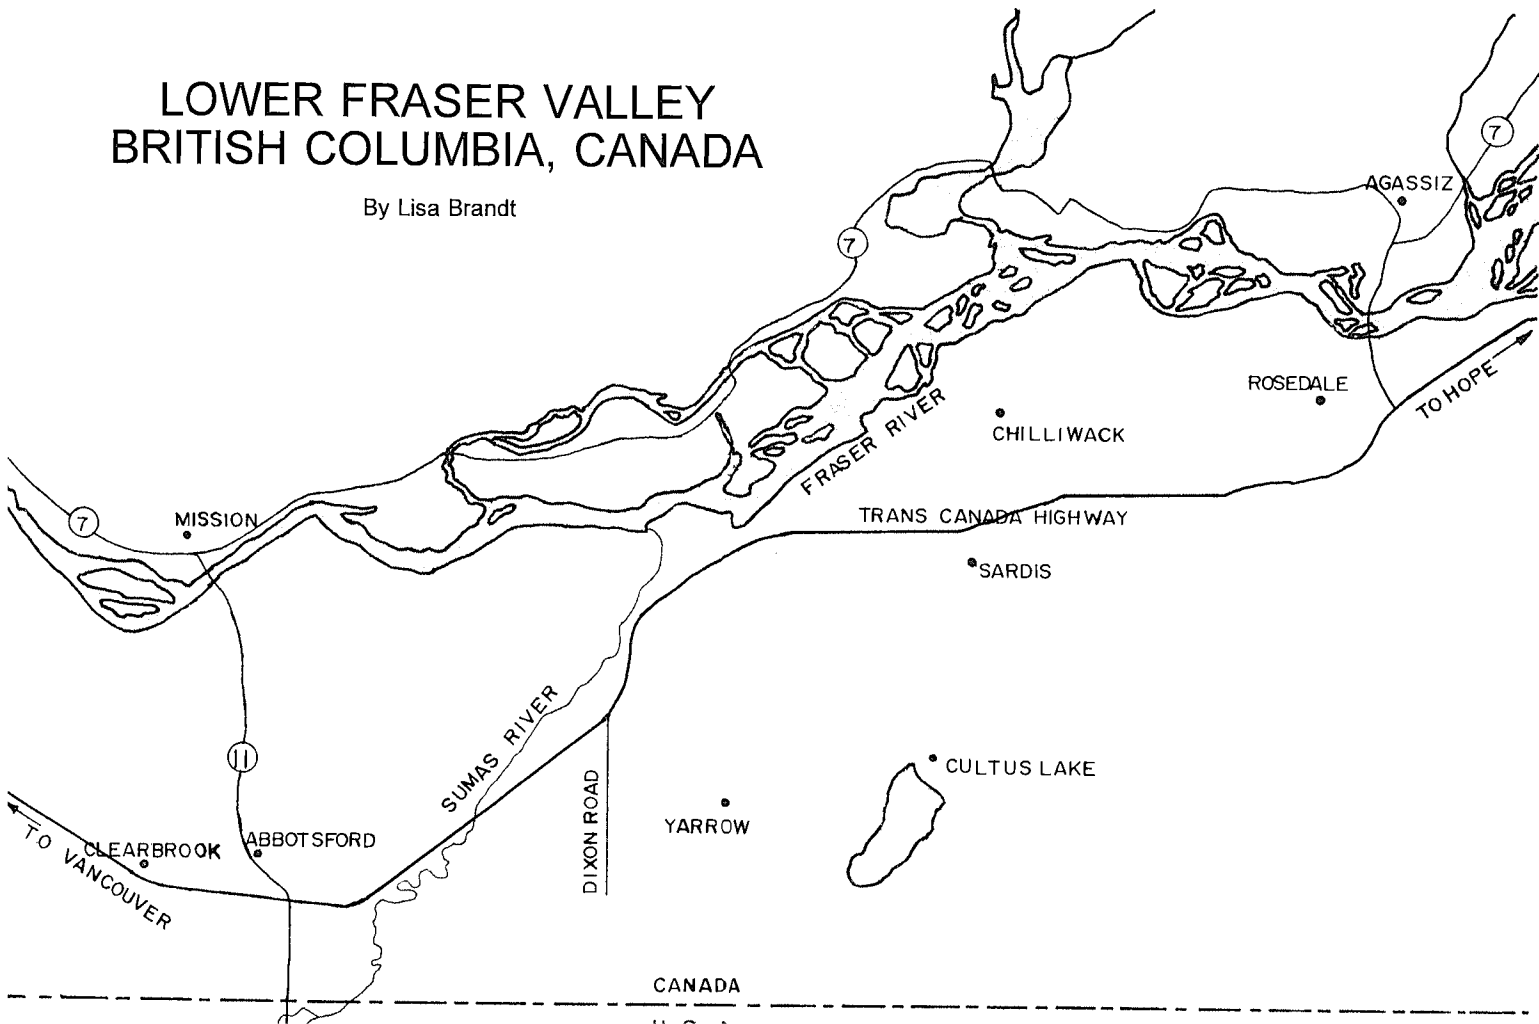 LOWER FRASER VALLEY
BRITISH COLUMBIA, CANADA
By Lisa Brandt
7
AGASSIZ
7
ROSEDALE
TO HOPE
CHILLIWACK
FRASER RIVER
7
MISSION
TRANS CANADA HIGHWAY
SARDIS
SUMAS RIVER
11
DIXON ROAD
CULTUS LAKE
YARROW
CLEARBROOK
ABBOTSFORD
TO VANCOUVER
CANADA